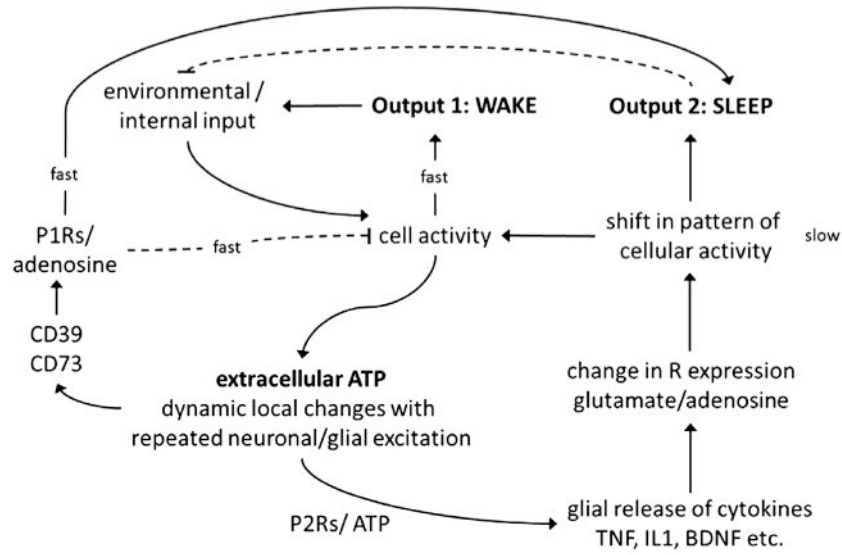 environmental /
internal input
Output 1: WAKE
Output 2: SLEEP
fast
fast
P1Rs/
adenosine
fast
cell activity
shift in pattern of
cellular activity
slow
CD39
CD73
extracellular ATP
dynamic local changes with
repeated neuronal/glial excitation
change in R expression
glutamate/adenosine
P2Rs/ ATP
glial release of cytokines
TNF, IL1, BDNF etc.